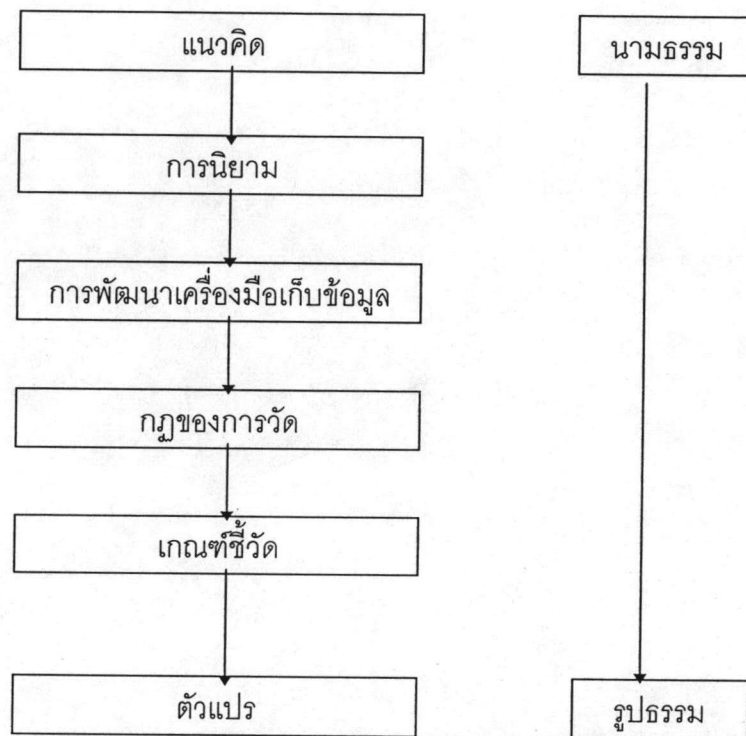 แนวคิด
นามธรรม
การนิยาม
การพัฒนาเครื่องมือเก็บข้อมูล
กฎของการวัด
เกณฑ์ชี้วัด
ตัวแปร
รูปธรรม